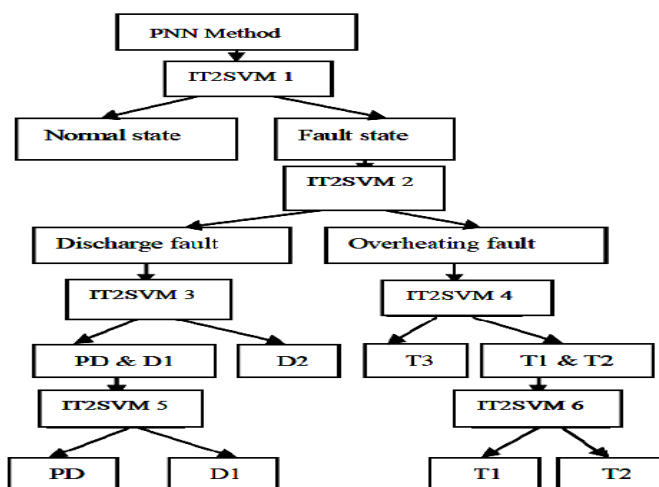 PNN Method
IT2SVM 1
Normal state
Fault state
IT2SVM 2
Discharge fault
Overheating fault
IT2SVM 3
IT2SVM 4
PD & D1
D2
T3
T1 & T2
IT2SVM 5
IT2SVM 6
PD
D1
T1
T2